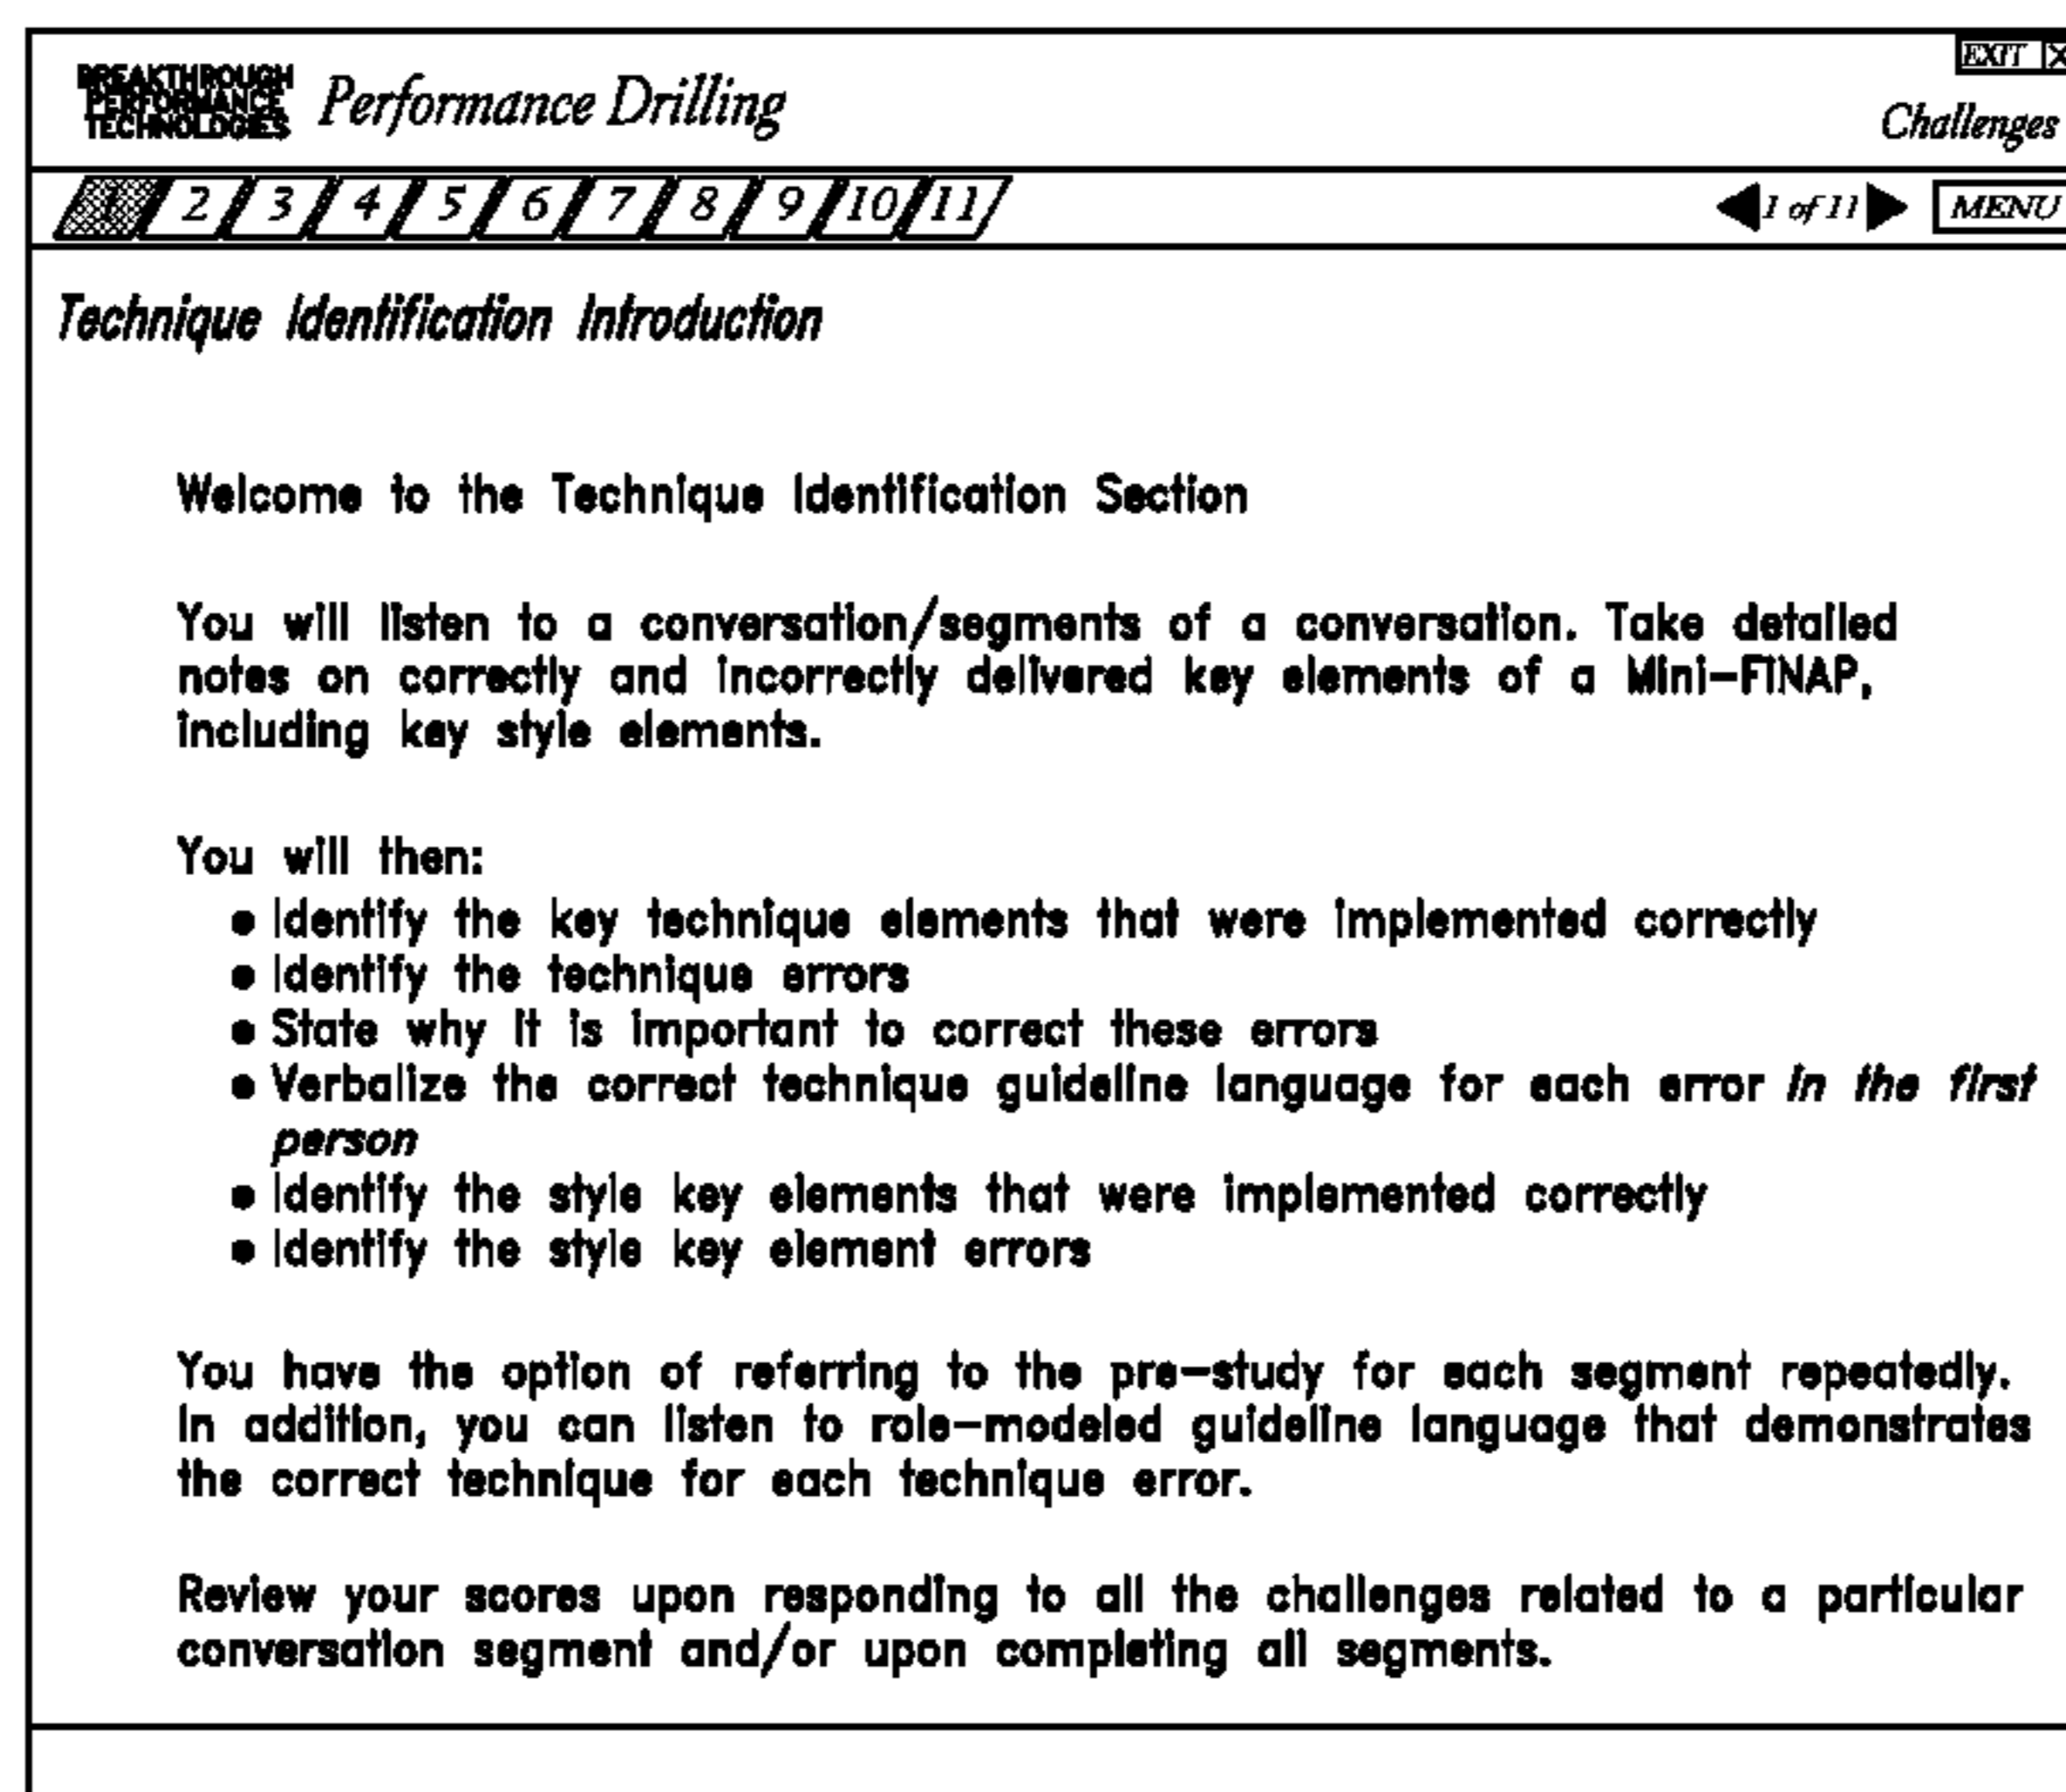 BREAKTHROUGH
PERFORMANCE
TECHNOLOGIES
Performance Drilling
EXIT X
Challenges
1 2 3 4 5 6 7 8 9 10 11
1 of 11
MENU
Technique Identification Introduction
Welcome to the Technique Identification Section
You will listen to a conversation/segments of a conversation. Take detailed
notes on correctly and incorrectly delivered key elements of a Mini-FINAP,
including key style elements.
You will then:
• Identify the key technique elements that were implemented correctly
• Identify the technique errors
• State why it is important to correct these errors
• Verbalize the correct technique guideline language for each error in the first
person
• Identify the style key elements that were implemented correctly
• Identify the style key element errors
You have the option of referring to the pre-study for each segment repeatedly.
In addition, you can listen to role-modeled guideline language that demonstrates
the correct technique for each technique error.
Review your scores upon responding to all the challenges related to a particular
conversation segment and/or upon completing all segments.